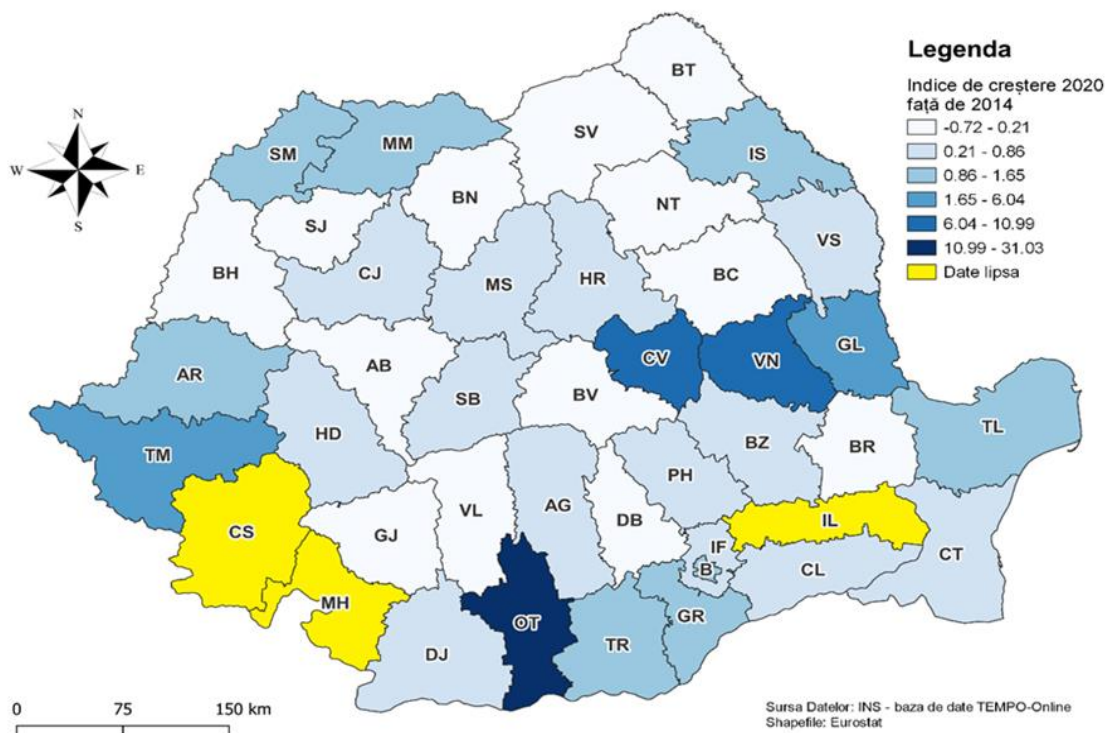 Legenda
Indice de creștere 2020
față de 2014
-0.72 - 0.21
0.21 - 0.86
0.86 - 1.65
1.65 - 6.04
6.04 - 10.99
10.99 - 31.03
Date lipsa
N
W
E
S
BT
SV
SM
MM
IS
BN
NT
SJ
VS
BH
CJ
MS
HR
BC
CV
VN
GL
AR
AB
SB
BV
TL
HD
BZ
BR
TM
PH
VL
AG
DB
CS
GJ
IL
IF
B
CL
CT
MH
OT
GR
TR
DJ
0
75
150 km
Sursa Datelor: INS - baza de date TEMPO-Online
Shapefile: Eurostat